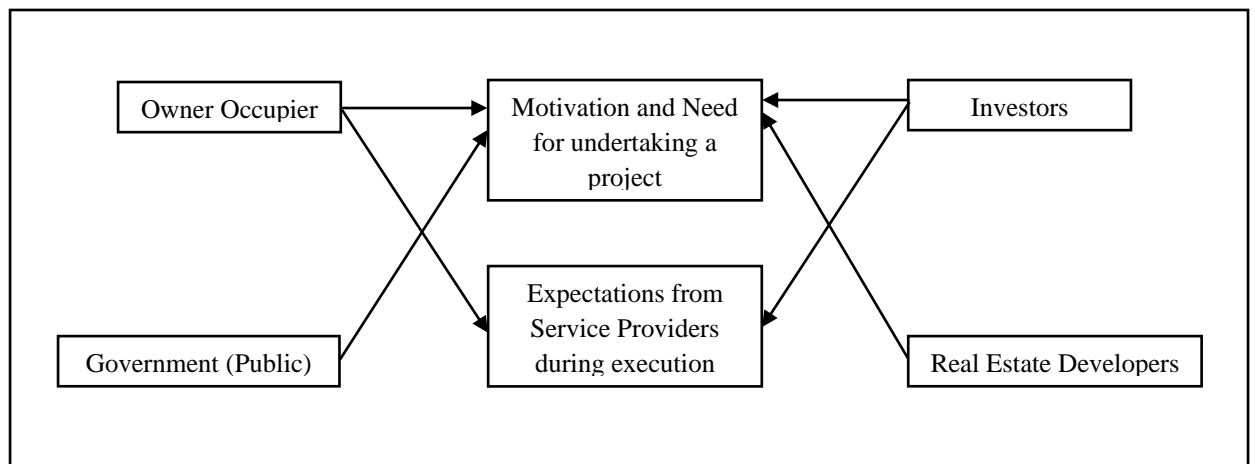 Owner Occupier
Motivation and Need
for undertaking a
project
Investors
Expectations from
Service Providers
during execution
Government (Public)
Real Estate Developers